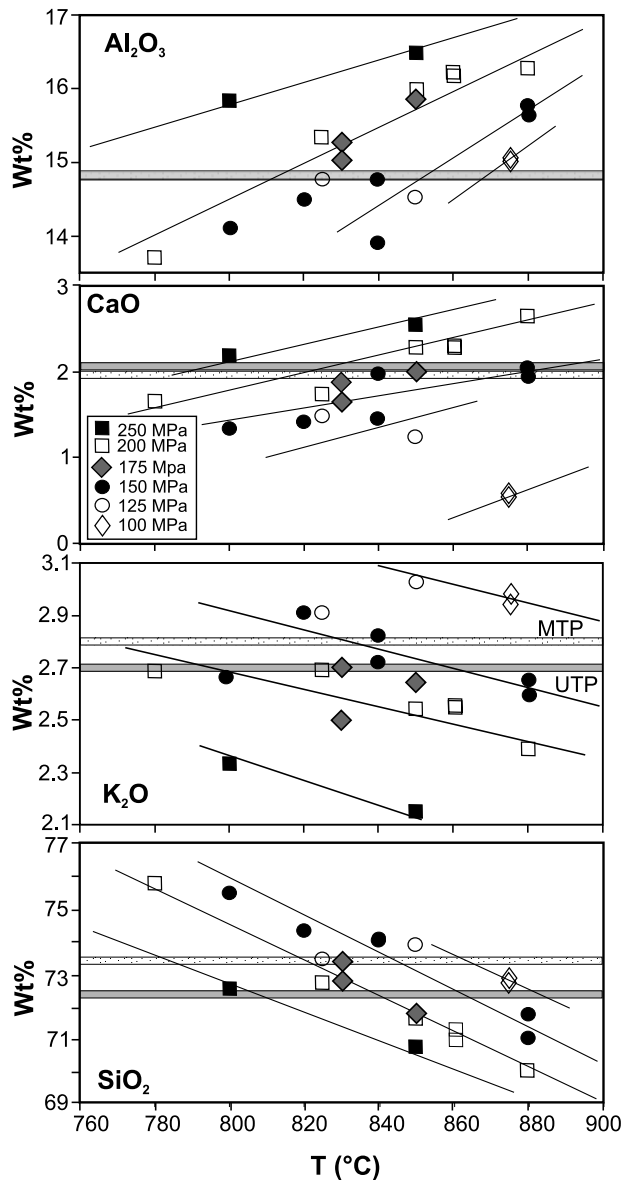 17
Al₂O₃
16
Wt%
15
14
3
CaO
2
Wt%
250 MPa
200 MPa
175 Mpa
150 MPa
125 MPa
100 MPa
1
0
3.1
2.9
MTP
Wt%
2.7
UTP
2.5
2.3
K₂O
2.1
77
75
Wt%
73
71
SiO₂
69
760 780 800 820 840 860 880 900
T (°C)